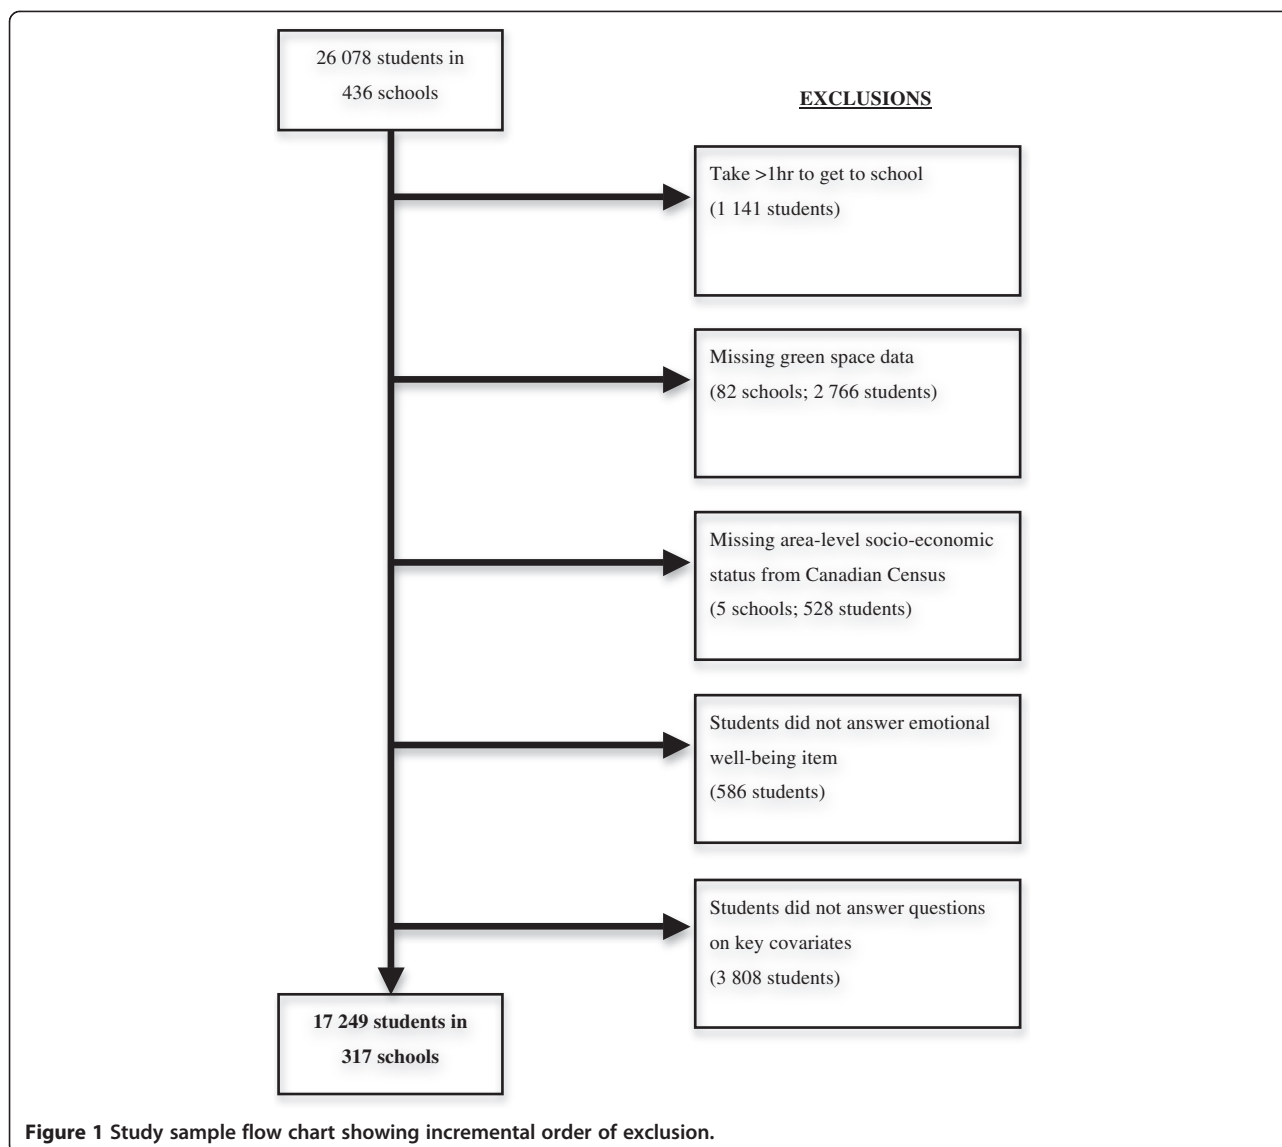 26 078 students in
436 schools
EXCLUSIONS
Take >1hr to get to school
(1 141 students)
Missing green space data
(82 schools; 2 766 students)
Missing area-level socio-economic
status from Canadian Census
(5 schools; 528 students)
Students did not answer emotional
well-being item
(586 students)
Students did not answer questions
on key covariates
(3 808 students)
17 249 students in
317 schools
Figure 1 Study sample flow chart showing incremental order of exclusion.